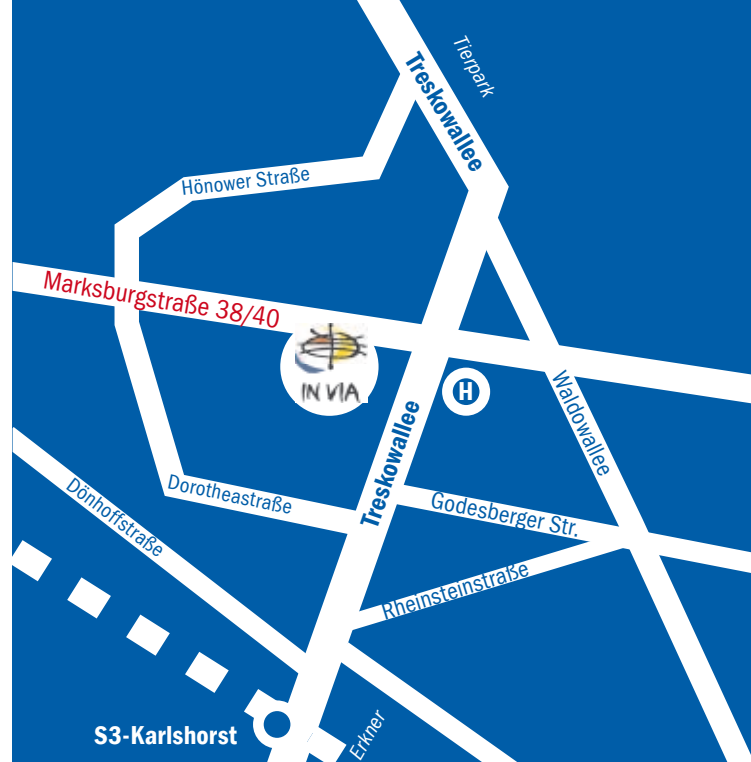 Tierpark
Treskowallee
Hönower Straße
Marksburgstraße 38/40
IN VIA
H
Waldowallee
Treskowallee
Dorotheastraße
Godesberger Str.
Dönhoffstraße
Rheinsteinstraße
S3-Karlshorst
Erkner